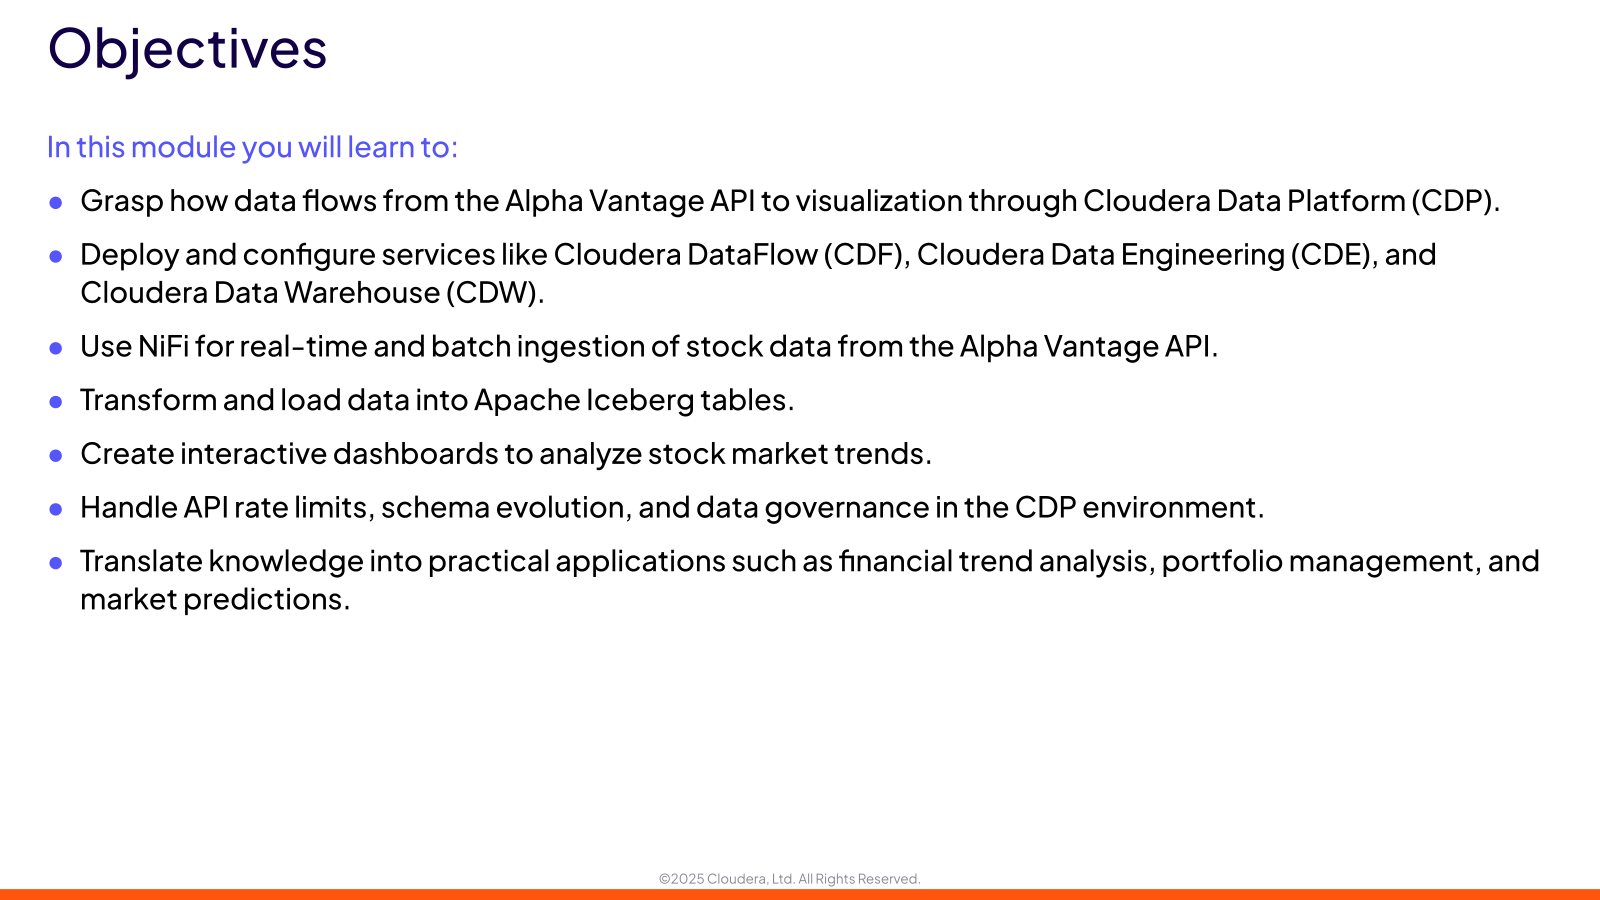 Objectives
In this module you will learn to:
● Grasp how data flows from the Alpha Vantage API to visualization through Cloudera Data Platform (CDP).
● Deploy and configure services like Cloudera DataFlow (CDF), Cloudera Data Engineering (CDE), and
Cloudera Data Warehouse (CDW).
● Use NiFi for real-time and batch ingestion of stock data from the Alpha Vantage API.
● Transform and load data into Apache Iceberg tables.
● Create interactive dashboards to analyze stock market trends.
● Handle API rate limits, schema evolution, and data governance in the CDP environment.
● Translate knowledge into practical applications such as financial trend analysis, portfolio management, and
market predictions.
©2025 Cloudera, Ltd. All Rights Reserved.